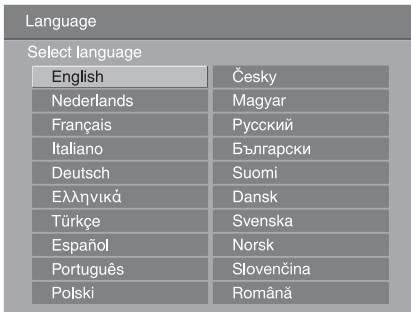 Language
Select language
English
Nederlands
Français
Italiano
Deutsch
Ελληνικά
Türkçe
Español
Português
Polski
Česky
Magyar
Русский
Български
Suomi
Dansk
Svenska
Norsk
Slovenčina
Română